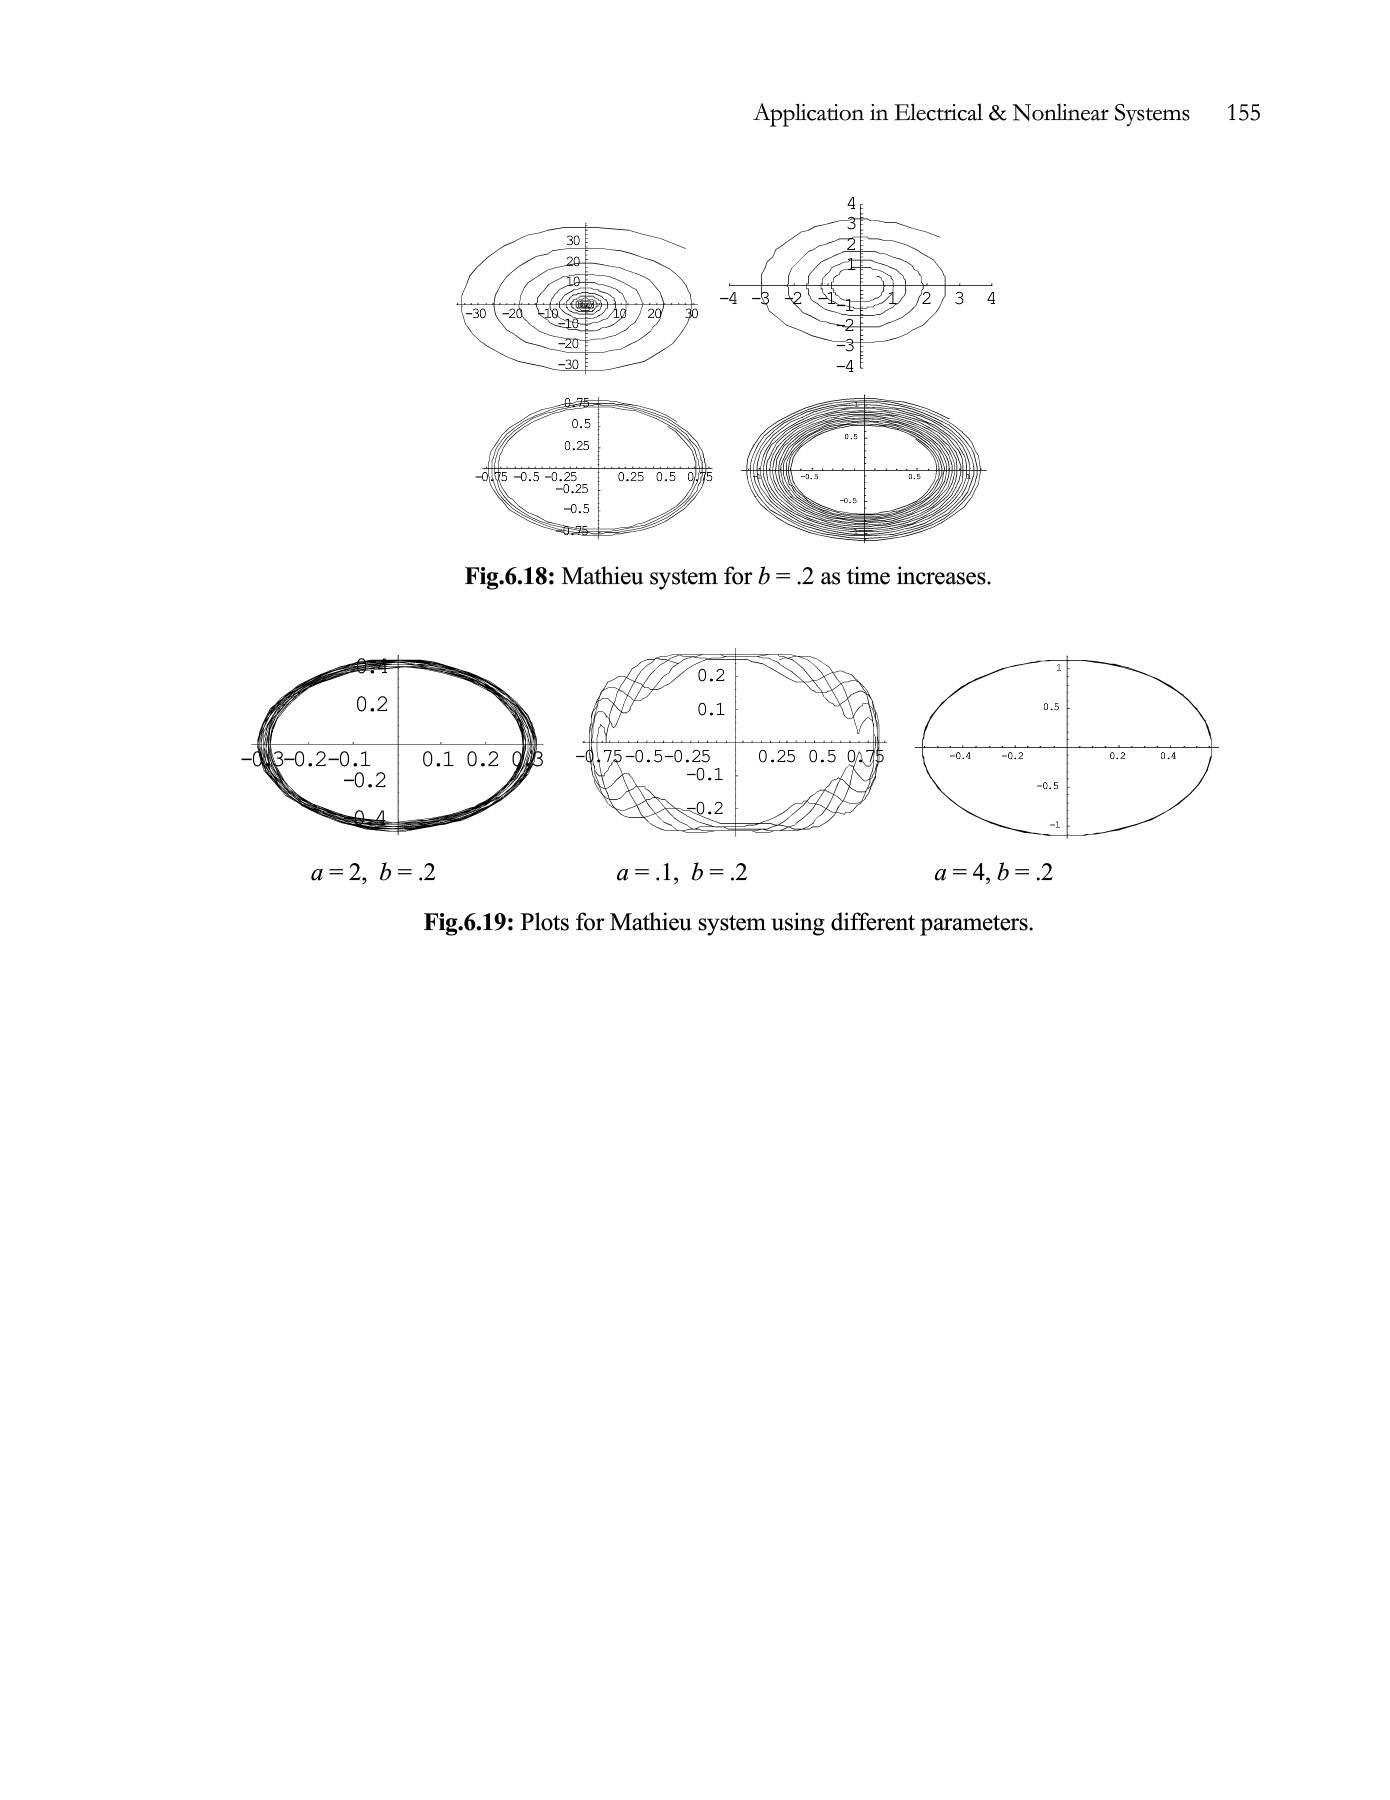 Application in Electrical & Nonlinear Systems 155
30
20
10
-30 -20 -10 10 20 30
-10
-20
-30
4
3
2
1
-4 -3 -2 -1 1 2 3 4
-1
-2
-3
-4
0.75
0.5
0.25
-0.75 -0.5 -0.25 0.25 0.5 0.75
-0.25
-0.5
-0.75
1
0.5
-1 -0.5 0.5 1
-0.5
-1
Fig.6.18: Mathieu system for b = .2 as time increases.
0.4
0.2
-0.3-0.2-0.1 0.1 0.2 0.3
-0.2
-0.4
a = 2, b = .2
0.2
0.1
-0.75-0.5-0.25 0.25 0.5 0.75
-0.1
-0.2
a = .1, b = .2
1
0.5
-0.4 -0.2 0.2 0.4
-0.5
-1
a = 4, b = .2
Fig.6.19: Plots for Mathieu system using different parameters.